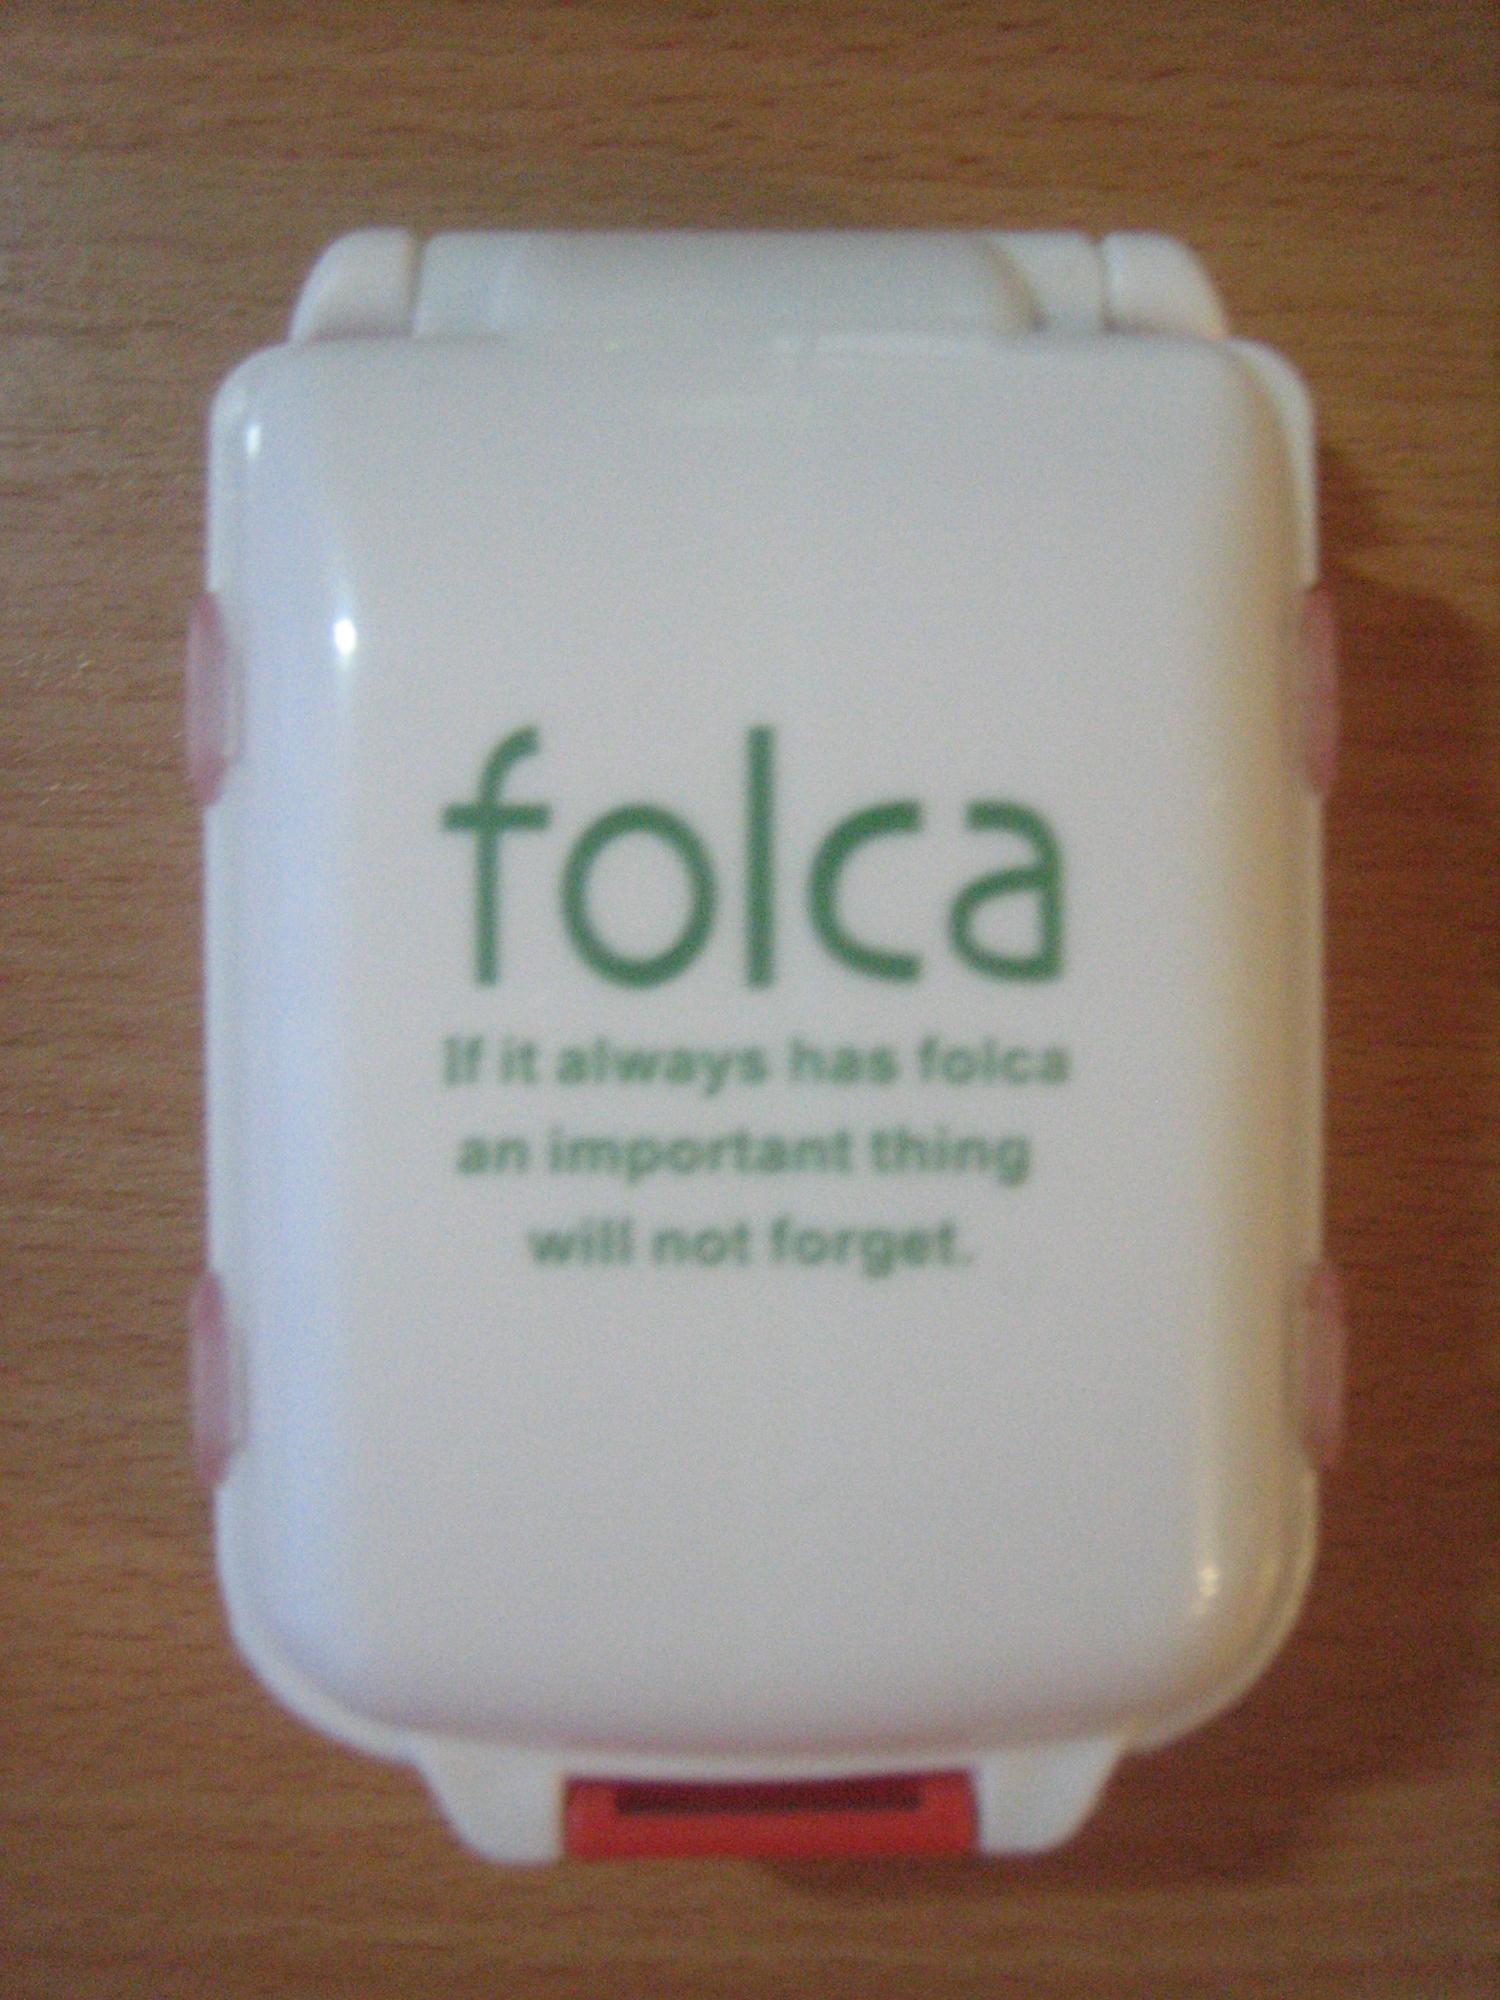 folca
If it always has folca
an important thing
will not forget.